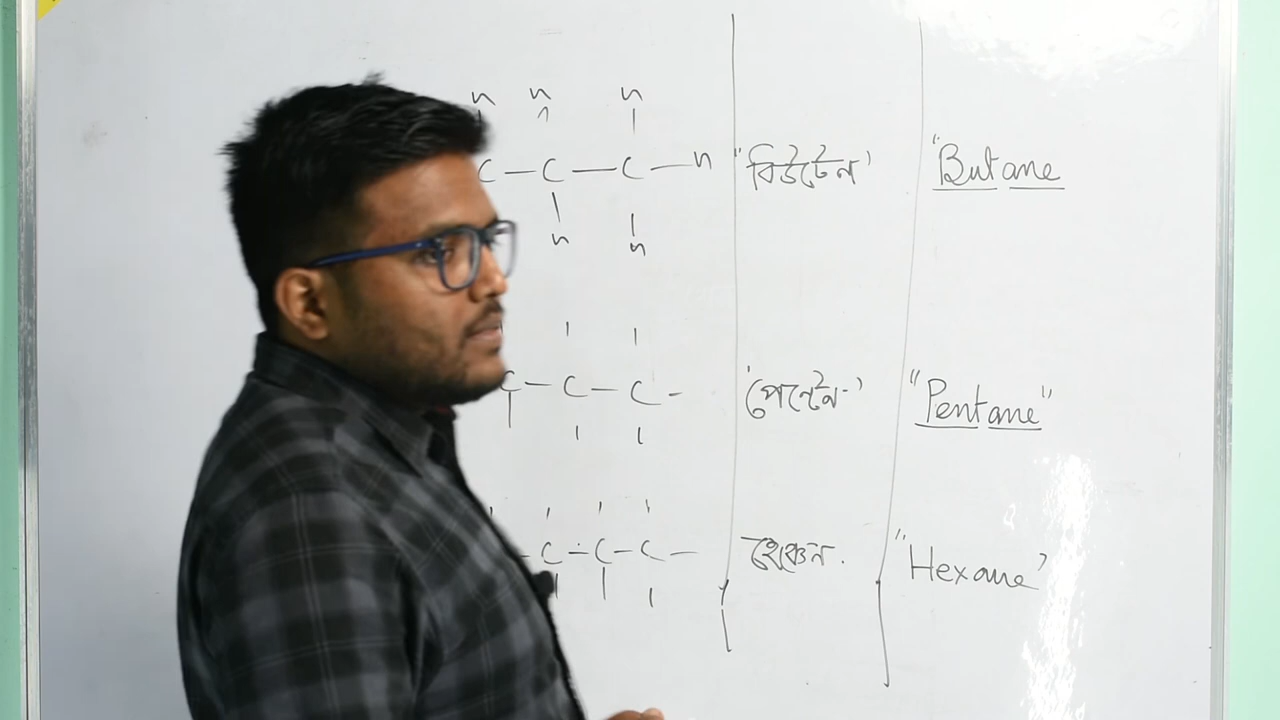 n n n
C — C — C — n "বিউটেন" "Butane
n n
C — C — C - 'পেন্টেন-' "Pentane"
- C - C - C — হেক্সেন. "Hexane"